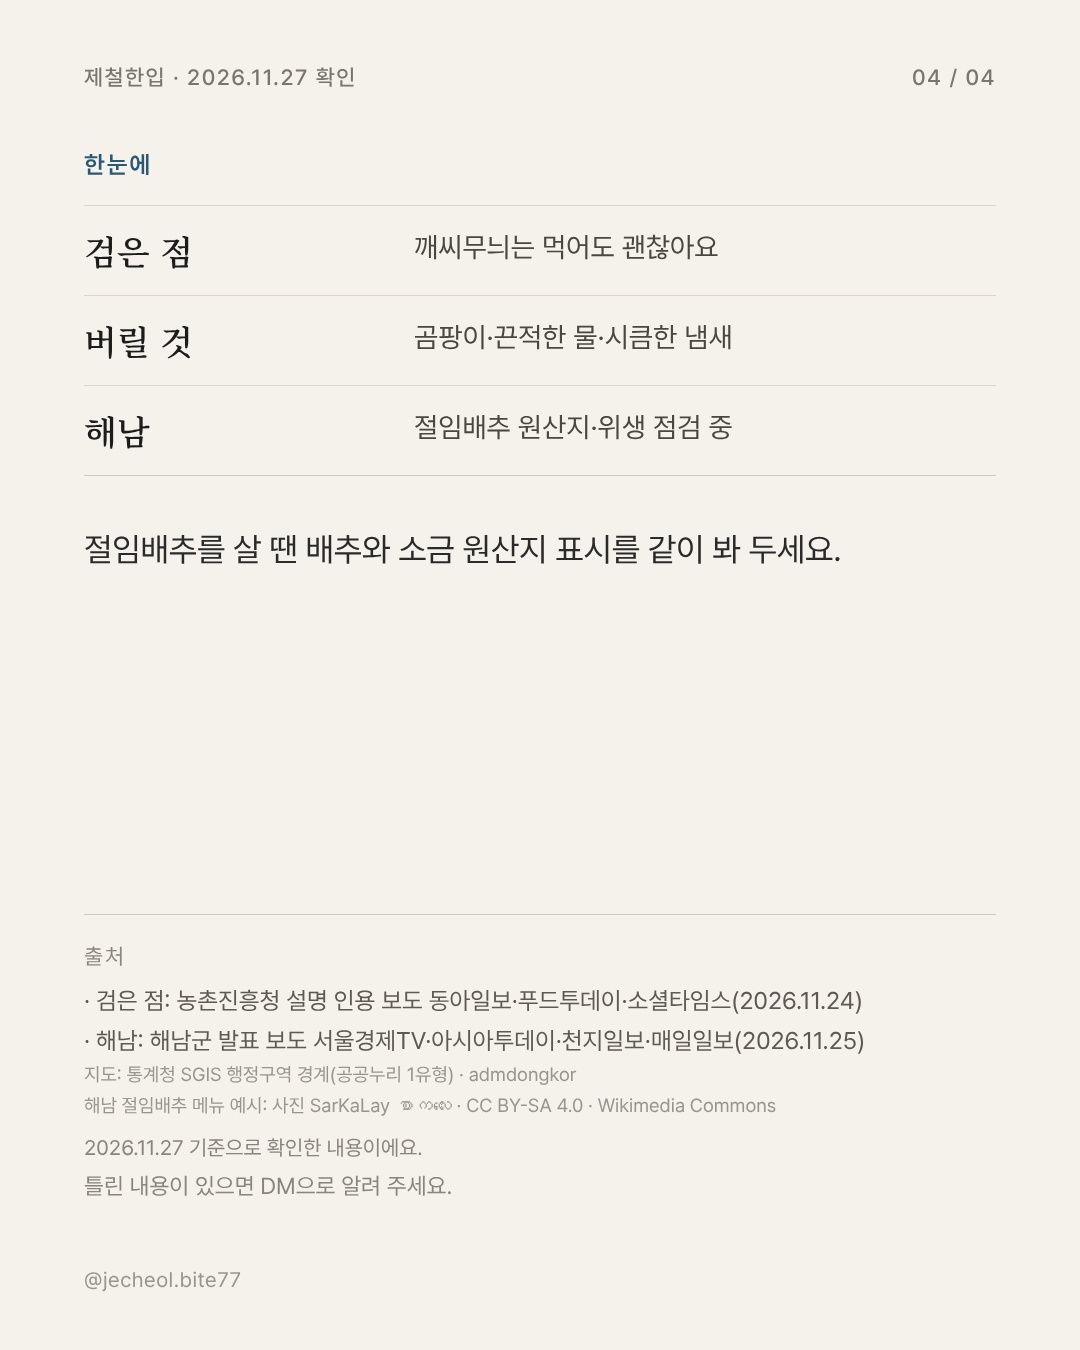 제철한입 · 2026.11.27 확인
04 / 04
한눈에
검은 점
깨씨무늬는 먹어도 괜찮아요
버릴 것
곰팡이·끈적한 물·시큼한 냄새
해남
절임배추 원산지·위생 점검 중
절임배추를 살 땐 배추와 소금 원산지 표시를 같이 봐 두세요.
출처
· 검은 점: 농촌진흥청 설명 인용 보도 동아일보·푸드투데이·소셜타임스(2026.11.24)
· 해남: 해남군 발표 보도 서울경제TV·아시아투데이·천지일보·매일일보(2026.11.25)
지도: 통계청 SGIS 행정구역 경계(공공누리 1유형) · admdongkor
해남 절임배추 메뉴 예시: 사진 SarKaLay · CC BY-SA 4.0 · Wikimedia Commons
2026.11.27 기준으로 확인한 내용이에요.
틀린 내용이 있으면 DM으로 알려 주세요.
@jecheol.bite77